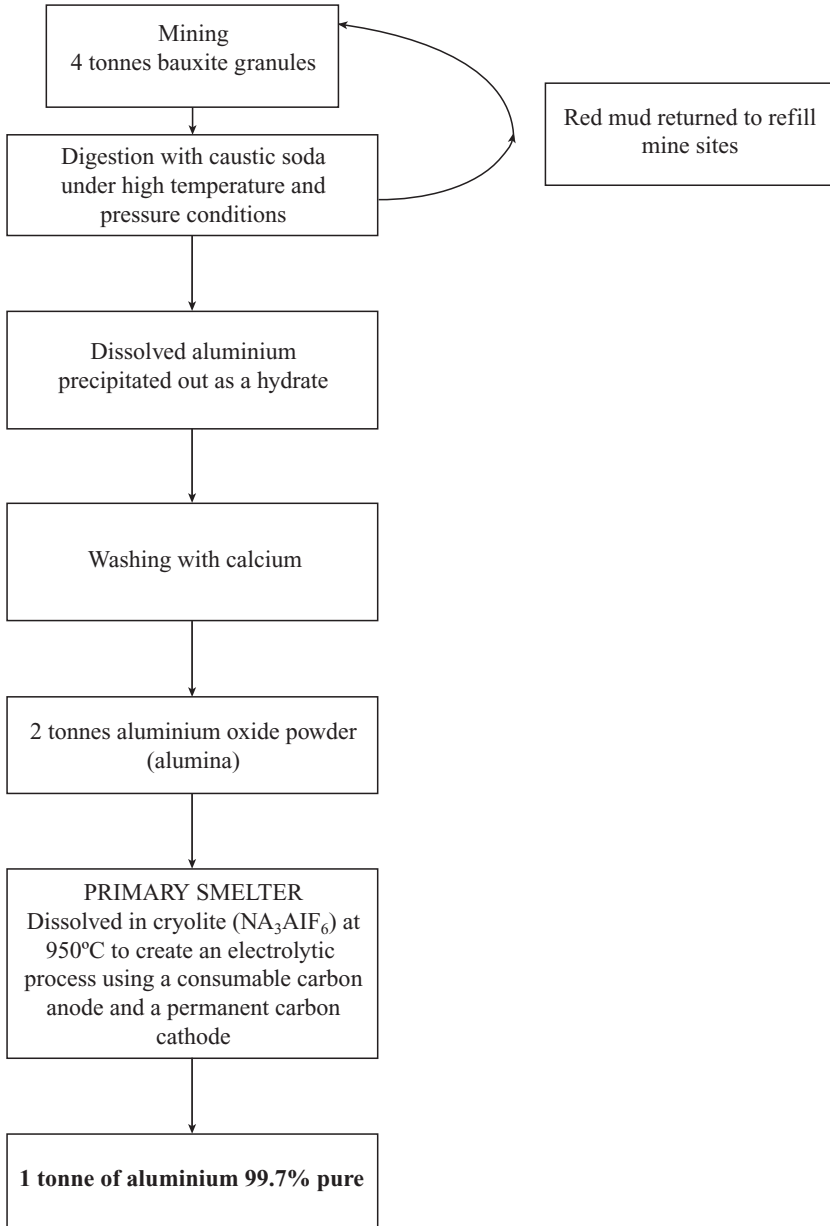 Mining
4 tonnes bauxite granules
Red mud returned to refill
mine sites
Digestion with caustic soda
under high temperature and
pressure conditions
Dissolved aluminium
precipitated out as a hydrate
Washing with calcium
2 tonnes aluminium oxide powder
(alumina)
PRIMARY SMELTER
Dissolved in cryolite (NA₃AIF₆) at
950ºC to create an electrolytic
process using a consumable carbon
anode and a permanent carbon
cathode
1 tonne of aluminium 99.7% pure